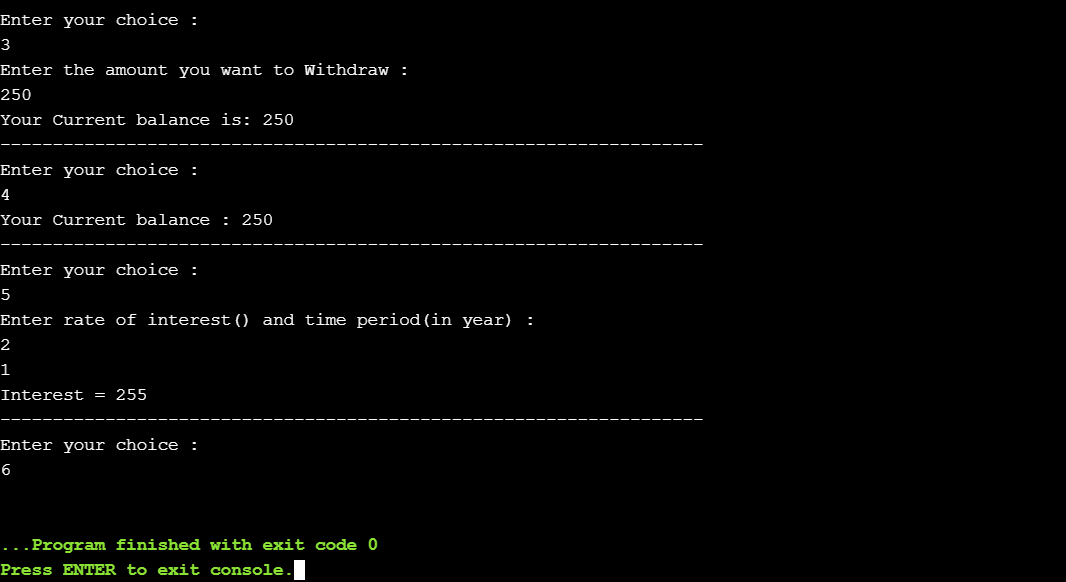 Enter your choice :
3
Enter the amount you want to Withdraw :
250
Your Current balance is: 250
-------------------------------------------------------------------
Enter your choice :
4
Your Current balance : 250
-------------------------------------------------------------------
Enter your choice :
5
Enter rate of interest() and time period(in year) :
2
1
Interest = 255
-------------------------------------------------------------------
Enter your choice :
6
...Program finished with exit code 0
Press ENTER to exit console.